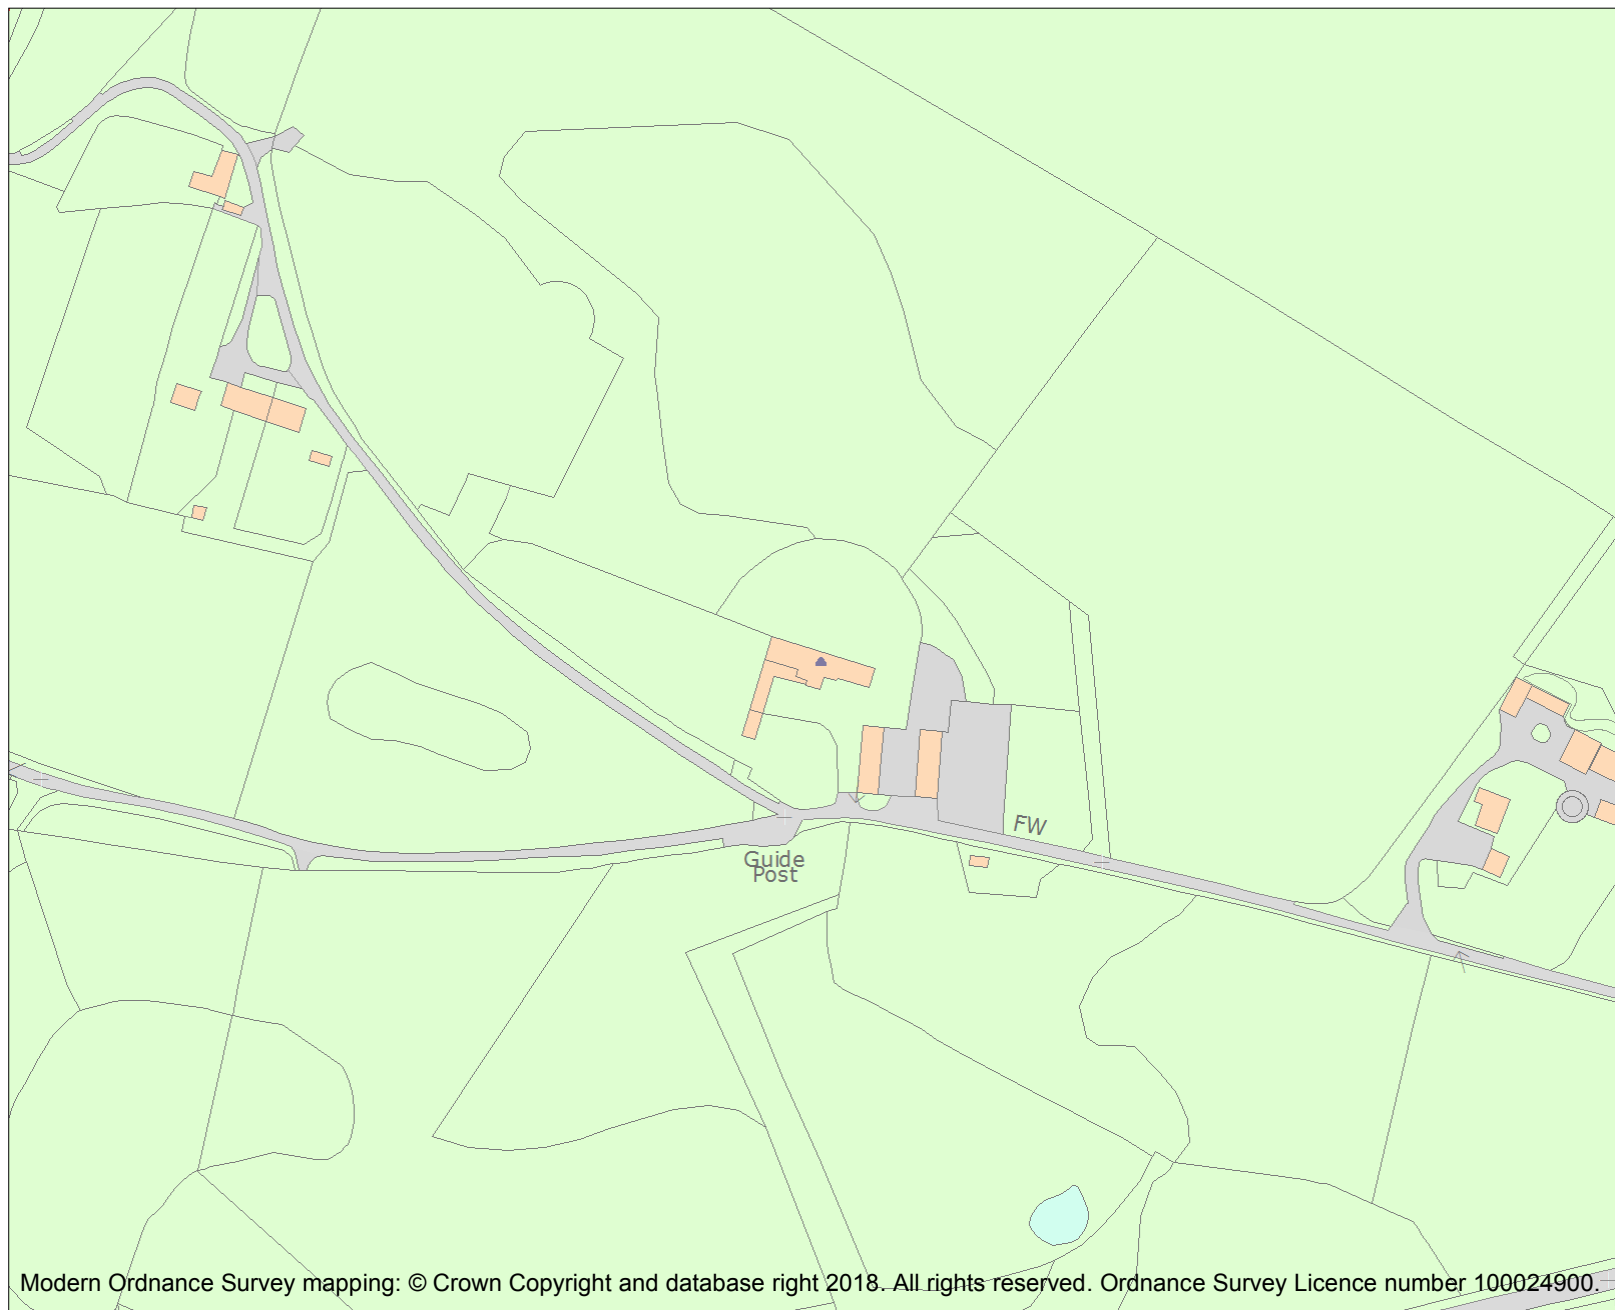 FW
Guide
Post
Modern Ordnance Survey mapping: © Crown Copyright and database right 2018. All rights reserved. Ordnance Survey Licence number 100024900.